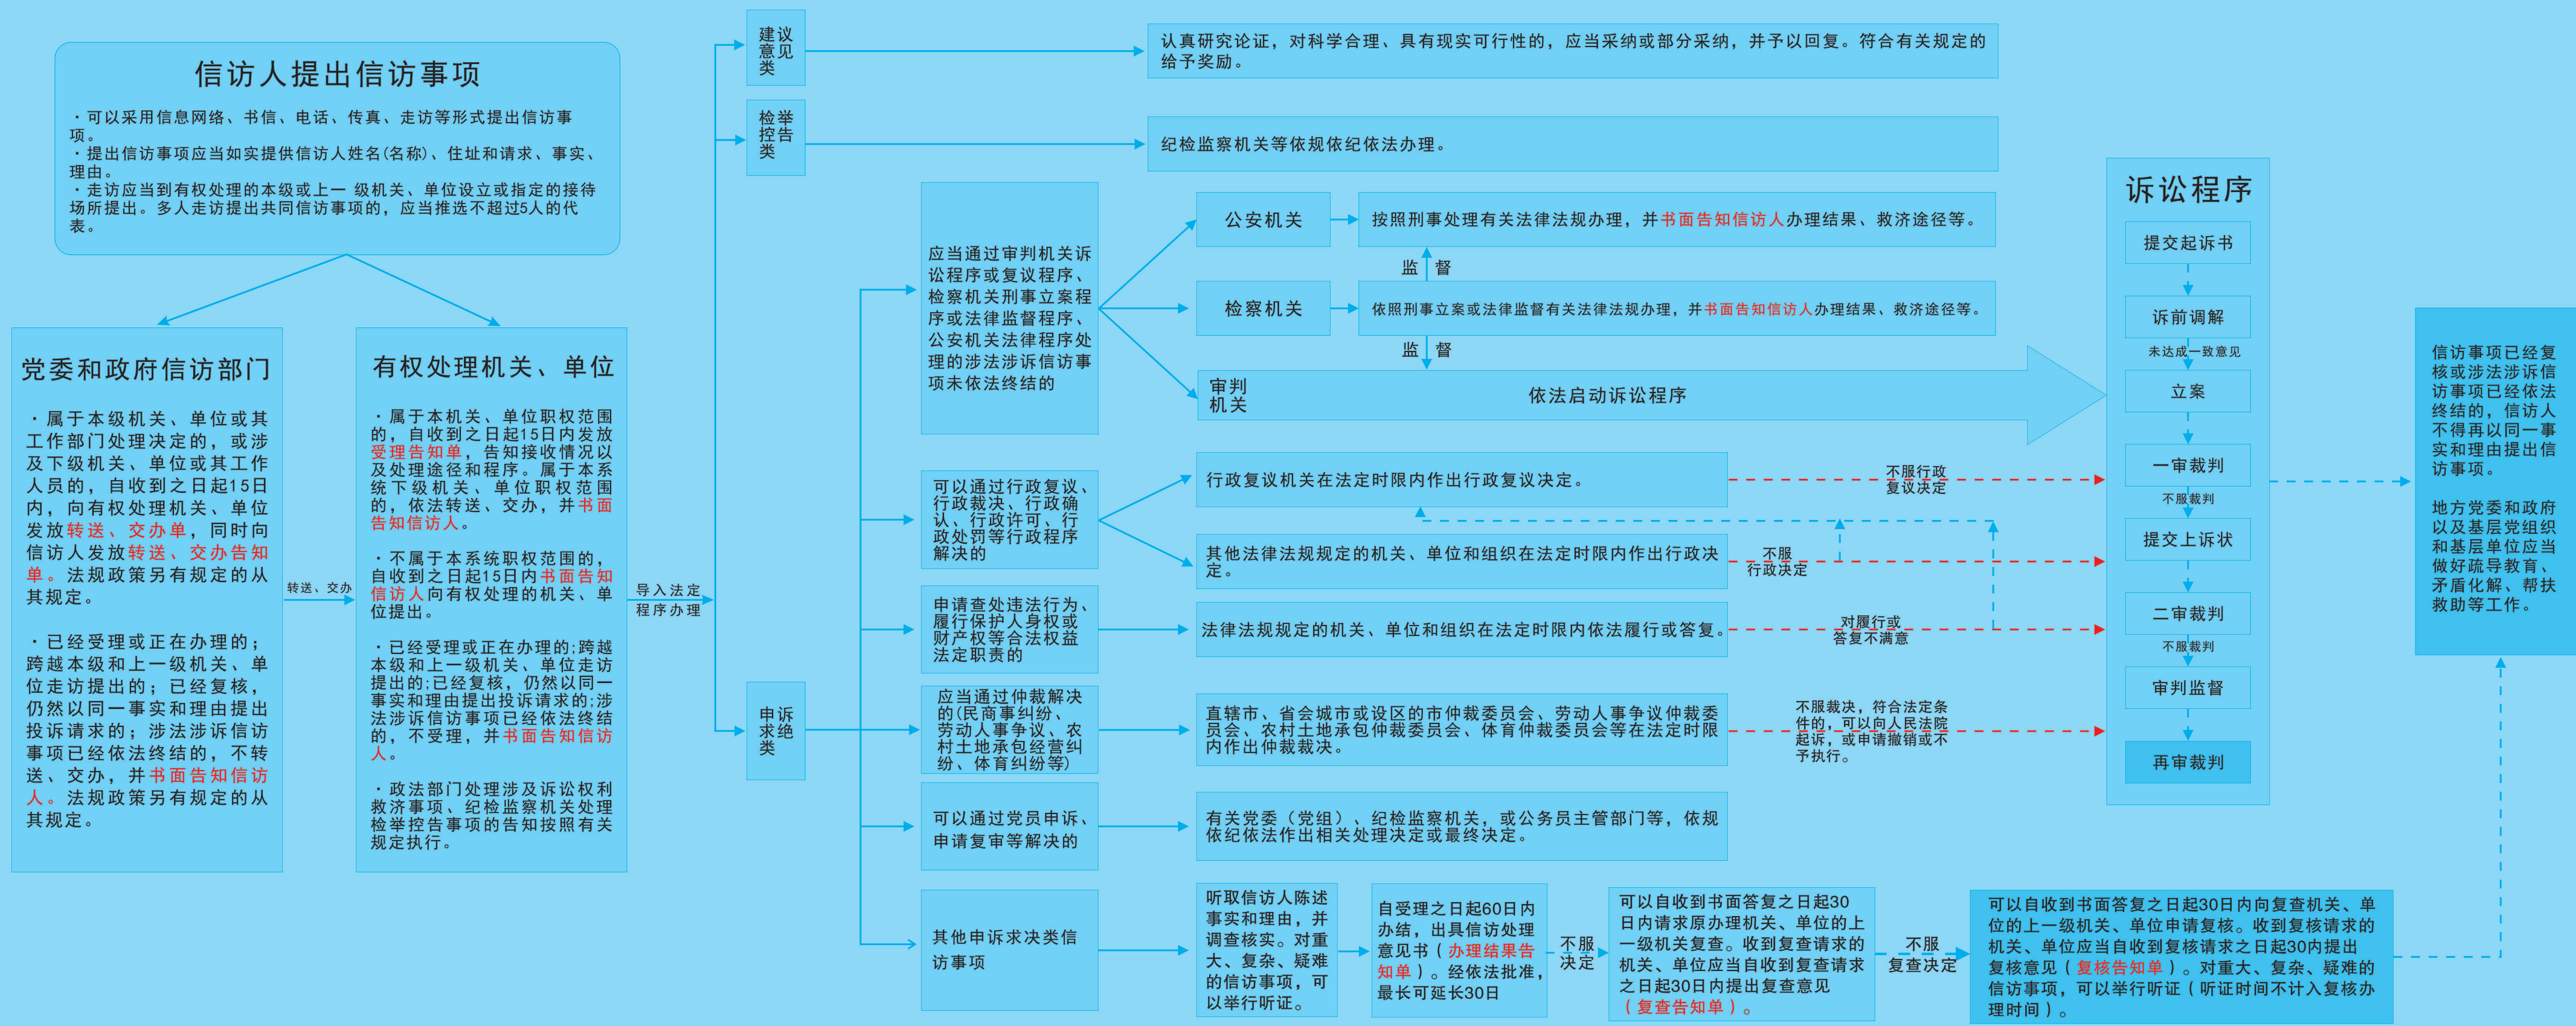 信访人提出信访事项
·可以采用信息网络、书信、电话、传真、走访等形式提出信访事
项。
·提出信访事项应当如实提供信访人姓名(名称)、住址和请求、事实、
理由。
·走访应当到有权处理的本级或上一 级机关、单位设立或指定的接待
场所提出。多人走访提出共同信访事项的，应当推选不超过5人的代
表。
党委和政府信访部门
·属于本级机关、单位或其
工作部门处理决定的，或涉
及下级机关、单位或其工作
人员的，自收到之日起15日
内，向有权处理机关、单位
发放转送、交办单，同时向
信访人发放转送、交办告知
单。法规政策另有规定的从
其规定。
·已经受理或正在办理的；
跨越本级和上一级机关、单
位走访提出的；已经复核，
仍然以同一事实和理由提出
投诉请求的；涉法涉诉信访
事项已经依法终结的，不转
送、交办，并书面告知信访
人。法规政策另有规定的从
其规定。
转送、交办
有权处理机关、单位
·属于本机关、单位职权范围
的，自收到之日起15日内发放
受理告知单，告知接收情况以
及处理途径和程序。属于本系
统下级机关、单位职权范围
的，依法转送、交办，并书面
告知信访人。
·不属于本系统职权范围的，
自收到之日起15日内书面告知
信访人向有权处理的机关、单
位提出。
·已经受理或正在办理的;跨越
本级和上一级机关、单位走访
提出的;已经复核，仍然以同一
事实和理由提出投诉请求的;涉
法涉诉信访事项已经依法终结
的，不受理，并书面告知信访
人。
·政法部门处理涉及诉讼权利
救济事项、纪检监察机关处理
检举控告事项的告知按照有关
规定执行。
导入法定
程序办理
建议
意见
类
认真研究论证，对科学合理、具有现实可行性的，应当采纳或部分采纳，并予以回复。符合有关规定的
给予奖励。
检举
控告
类
纪检监察机关等依规依纪依法办理。
申诉
求绝
类
应当通过审判机关诉
讼程序或复议程序、
检察机关刑事立案程
序或法律监督程序、
公安机关法律程序处
理的涉法涉诉信访事
项未依法终结的
公安机关
按照刑事处理有关法律法规办理，并书面告知信访人办理结果、救济途径等。
监 督
检察机关
依照刑事立案或法律监督有关法律法规办理，并书面告知信访人办理结果、救济途径等。
监 督
审判
机关
依法启动诉讼程序
可以通过行政复议、
行政裁决、行政确
认、行政许可、行
政处罚等行政程序
解决的
行政复议机关在法定时限内作出行政复议决定。
不服行政
复议决定
其他法律法规规定的机关、单位和组织在法定时限内作出行政决
定。
不服
行政决定
申请查处违法行为、
履行保护人身权或
财产权等合法权益
法定职责的
法律法规规定的机关、单位和组织在法定时限内依法履行或答复。
对履行或
答复不满意
应当通过仲裁解决
的(民商事纠纷、
劳动人事争议、农
村土地承包经营纠
纷、体育纠纷等)
直辖市、省会城市或设区的市仲裁委员会、劳动人事争议仲裁委
员会、农村土地承包仲裁委员会、体育仲裁委员会等在法定时限
内作出仲裁裁决。
不服裁决，符合法定条
件的，可以向人民法院
起诉，或申请撤销或不
予执行。
可以通过党员申诉、
申请复审等解决的
有关党委（党组）、纪检监察机关，或公务员主管部门等，依规
依纪依法作出相关处理决定或最终决定。
其他申诉求决类信
访事项
听取信访人陈述
事实和理由，并
调查核实。对重
大、复杂、疑难
的信访事项，可
以举行听证。
自受理之日起60日内
办结，出具信访处理
意见书（办理结果告
知单）。经依法批准，
最长可延长30日
不服
决定
可以自收到书面答复之日起30
日内请求原办理机关、单位的上
一级机关复查。收到复查请求的
机关、单位应当自收到复查请求
之日起30日内提出复查意见
（复查告知单）。
不服
复查决定
可以自收到书面答复之日起30日内向复查机关、单
位的上一级机关、单位申请复核。收到复核请求的
机关、单位应当自收到复核请求之日起30内提出
复核意见（复核告知单）。对重大、复杂、疑难的
信访事项，可以举行听证（听证时间不计入复核办
理时间）。
诉讼程序
提交起诉书
诉前调解
未达成一致意见
立案
一审裁判
不服裁判
提交上诉状
二审裁判
不服裁判
审判监督
再审裁判
信访事项已经复
核或涉法涉诉信
访事项已经依法
终结的，信访人
不得再以同一事
实和理由提出信
访事项。
地方党委和政府
以及基层党组织
和基层单位应当
做好疏导教育、
矛盾化解、帮扶
救助等工作。